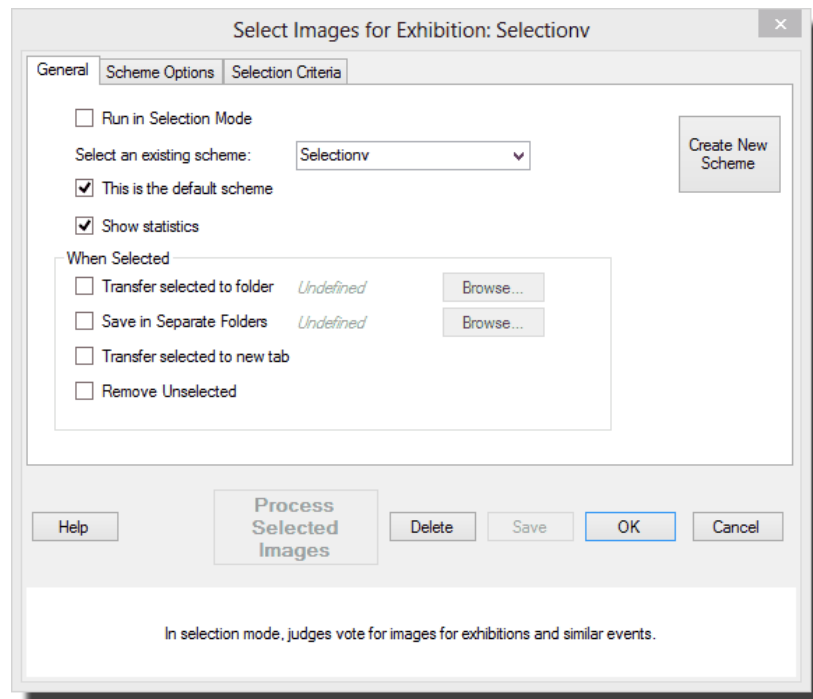 Select Images for Exhibition: Selectionv
General
Scheme Options
Selection Criteria
Run in Selection Mode
Select an existing scheme:
Selectionv
Create New
Scheme
This is the default scheme
Show statistics
When Selected
Transfer selected to folder
Undefined
Browse...
Save in Separate Folders
Undefined
Browse...
Transfer selected to new tab
Remove Unselected
Help
Process
Selected
Images
Delete
Save
OK
Cancel
In selection mode, judges vote for images for exhibitions and similar events.